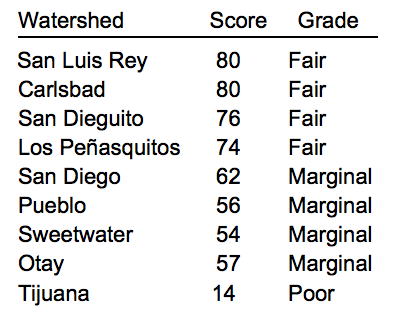 Watershed Score Grade
San Luis Rey 80 Fair
Carlsbad 80 Fair
San Dieguito 76 Fair
Los Peñasquitos 74 Fair
San Diego 62 Marginal
Pueblo 56 Marginal
Sweetwater 54 Marginal
Otay 57 Marginal
Tijuana 14 Poor